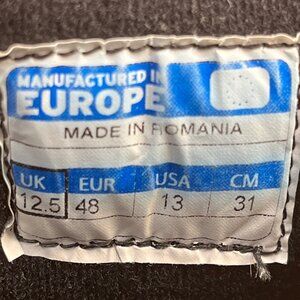 MANUFACTURED IN
EUROPE
MADE IN ROMANIA
UK EUR USA CM
12.5 48 13 31